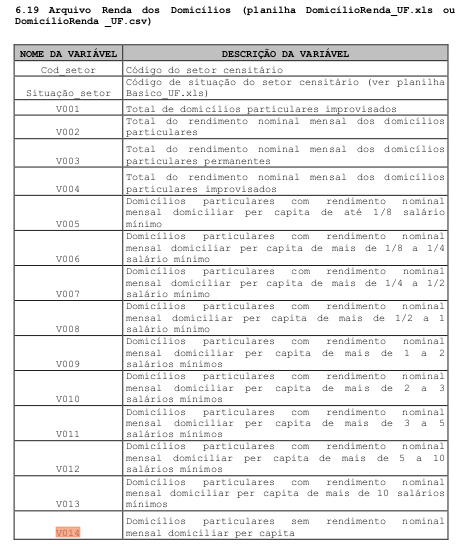 6.19 Arquivo Renda dos Domicílios (planilha DomicílioRenda_UF.xls ou
DomicílioRenda _UF.csv)
NOME DA VARIÁVEL DESCRIÇÃO DA VARIÁVEL
Cod_setor Código do setor censitário
Código de situação do setor censitário (ver planilha
Situação_setor Basico_UF.xls)
V001 Total de domicílios particulares improvisados
Total do rendimento nominal mensal dos domicílios
V002 particulares
Total do rendimento nominal mensal dos domicílios
V003 particulares permanentes
Total do rendimento nominal mensal dos domicílios
V004 particulares improvisados
Domicílios particulares com rendimento nominal
mensal domiciliar per capita de até 1/8 salário
V005 mínimo
Domicílios particulares com rendimento nominal
mensal domiciliar per capita de mais de 1/8 a 1/4
V006 salário mínimo
Domicílios particulares com rendimento nominal
mensal domiciliar per capita de mais de 1/4 a 1/2
V007 salário mínimo
Domicílios particulares com rendimento nominal
mensal domiciliar per capita de mais de 1/2 a 1
V008 salário mínimo
Domicílios particulares com rendimento nominal
mensal domiciliar per capita de mais de 1 a 2
V009 salários mínimos
Domicílios particulares com rendimento nominal
mensal domiciliar per capita de mais de 2 a 3
V010 salários mínimos
Domicílios particulares com rendimento nominal
mensal domiciliar per capita de mais de 3 a 5
V011 salários mínimos
Domicílios particulares com rendimento nominal
mensal domiciliar per capita de mais de 5 a 10
V012 salários mínimos
Domicílios particulares com rendimento nominal
mensal domiciliar per capita de mais de 10 salários
V013 mínimos
Domicílios particulares sem rendimento nominal
V014 mensal domiciliar per capita